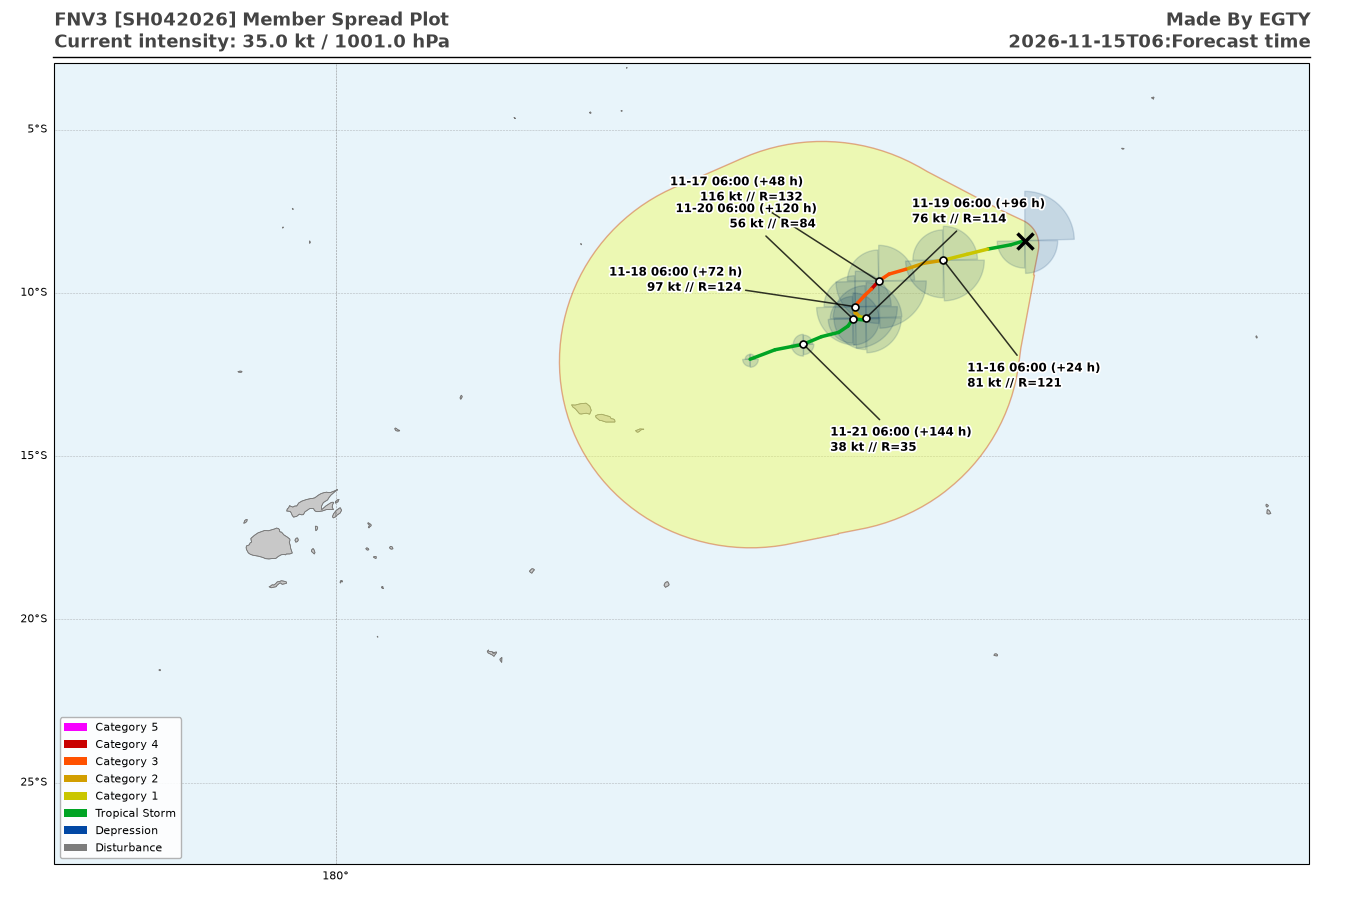 FNV3 [SH042026] Member Spread Plot
Current intensity: 35.0 kt / 1001.0 hPa
Made By EGTY
2026-11-15T06:Forecast time
5°S
10°S
15°S
20°S
25°S
180°
11-17 06:00 (+48 h)
116 kt // R=132
11-20 06:00 (+120 h)
56 kt // R=84
11-19 06:00 (+96 h)
76 kt // R=114
11-18 06:00 (+72 h)
97 kt // R=124
11-16 06:00 (+24 h)
81 kt // R=121
11-21 06:00 (+144 h)
38 kt // R=35
Category 5
Category 4
Category 3
Category 2
Category 1
Tropical Storm
Depression
Disturbance